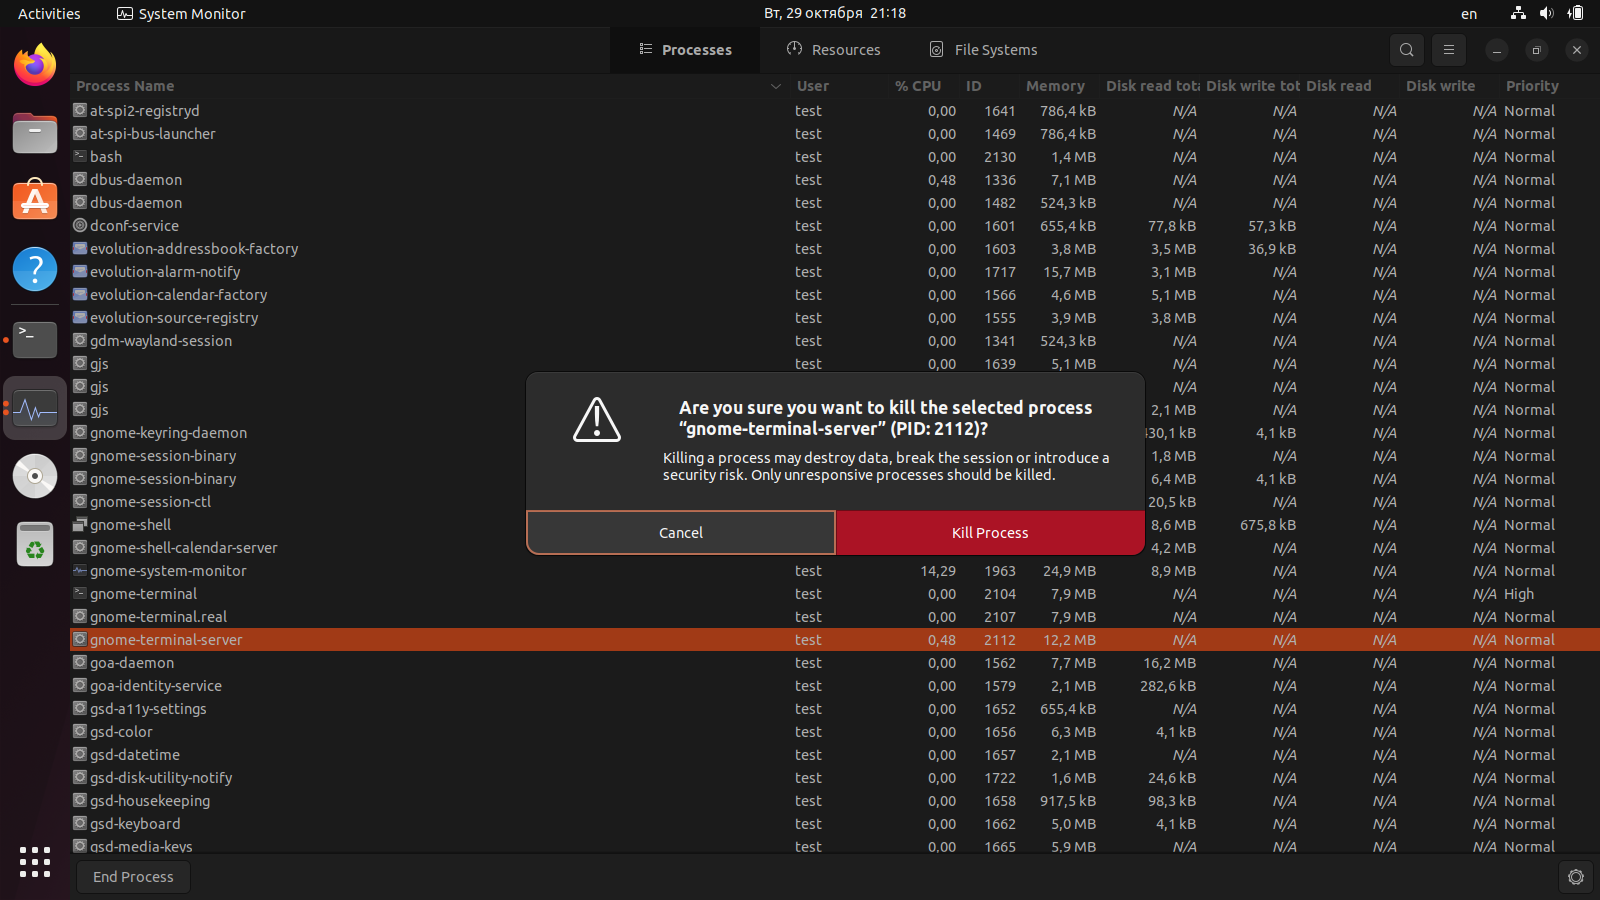 Activities System Monitor Вт, 29 октября 21:18 en
Processes Resources File Systems
Process Name User % CPU ID Memory Disk read tota Disk write tot Disk read Disk write Priority
at-spi2-registryd test 0,00 1641 786,4 kB N/A N/A N/A N/A Normal
at-spi-bus-launcher test 0,00 1469 786,4 kB N/A N/A N/A N/A Normal
bash test 0,00 2130 1,4 MB N/A N/A N/A N/A Normal
dbus-daemon test 0,48 1336 7,1 MB N/A N/A N/A N/A Normal
dbus-daemon test 0,00 1482 524,3 kB N/A N/A N/A N/A Normal
dconf-service test 0,00 1601 655,4 kB 77,8 kB 57,3 kB N/A N/A Normal
evolution-addressbook-factory test 0,00 1603 3,8 MB 3,5 MB 36,9 kB N/A N/A Normal
evolution-alarm-notify test 0,00 1717 15,7 MB 3,1 MB N/A N/A N/A Normal
evolution-calendar-factory test 0,00 1566 4,6 MB 5,1 MB N/A N/A N/A Normal
evolution-source-registry test 0,00 1555 3,9 MB 3,8 MB N/A N/A N/A Normal
gdm-wayland-session test 0,00 1341 524,3 kB N/A N/A N/A N/A Normal
gjs test 0,00 1639 5,1 MB N/A N/A N/A N/A Normal
gjs N/A N/A N/A N/A Normal
gjs 2,1 MB N/A N/A N/A Normal
gnome-keyring-daemon 430,1 kB 4,1 kB N/A N/A Normal
gnome-session-binary 1,8 MB N/A N/A N/A Normal
gnome-session-binary 6,4 MB 4,1 kB N/A N/A Normal
gnome-session-ctl 20,5 kB N/A N/A N/A Normal
gnome-shell 8,6 MB 675,8 kB N/A N/A Normal
gnome-shell-calendar-server 4,2 MB N/A N/A N/A Normal
Are you sure you want to kill the selected process
“gnome-terminal-server” (PID: 2112)?
Killing a process may destroy data, break the session or introduce a
security risk. Only unresponsive processes should be killed.
Cancel Kill Process
gnome-system-monitor test 14,29 1963 24,9 MB 8,9 MB N/A N/A N/A Normal
gnome-terminal test 0,00 2104 7,9 MB N/A N/A N/A N/A High
gnome-terminal.real test 0,00 2107 7,9 MB N/A N/A N/A N/A Normal
gnome-terminal-server test 0,48 2112 12,2 MB N/A N/A N/A N/A Normal
goa-daemon test 0,00 1562 7,7 MB 16,2 MB N/A N/A N/A Normal
goa-identity-service test 0,00 1579 2,1 MB 282,6 kB N/A N/A N/A Normal
gsd-a11y-settings test 0,00 1652 655,4 kB N/A N/A N/A N/A Normal
gsd-color test 0,00 1656 6,3 MB 4,1 kB N/A N/A N/A Normal
gsd-datetime test 0,00 1657 2,1 MB N/A N/A N/A N/A Normal
gsd-disk-utility-notify test 0,00 1722 1,6 MB 24,6 kB N/A N/A N/A Normal
gsd-housekeeping test 0,00 1658 917,5 kB 98,3 kB N/A N/A N/A Normal
gsd-keyboard test 0,00 1662 5,0 MB 4,1 kB N/A N/A N/A Normal
gsd-media-keys test 0,00 1665 5,9 MB N/A N/A N/A N/A Normal
End Process